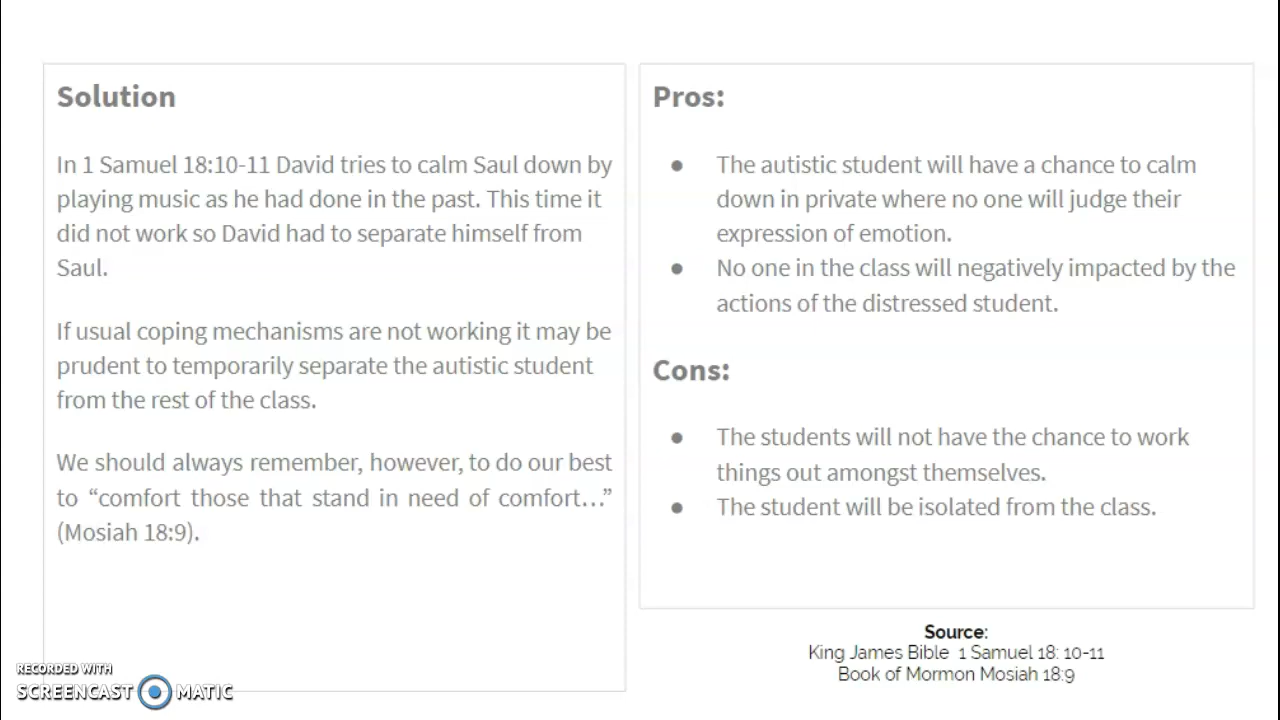 Solution
In 1 Samuel 18:10-11 David tries to calm Saul down by
playing music as he had done in the past. This time it
did not work so David had to separate himself from
Saul.
If usual coping mechanisms are not working it may be
prudent to temporarily separate the autistic student
from the rest of the class.
We should always remember, however, to do our best
to “comfort those that stand in need of comfort…”
(Mosiah 18:9).
Pros:
● The autistic student will have a chance to calm
down in private where no one will judge their
expression of emotion.
● No one in the class will negatively impacted by the
actions of the distressed student.
Cons:
● The students will not have the chance to work
things out amongst themselves.
● The student will be isolated from the class.
Source:
King James Bible 1 Samuel 18: 10-11
Book of Mormon Mosiah 18:9
RECORDED WITH
SCREENCAST MATIC